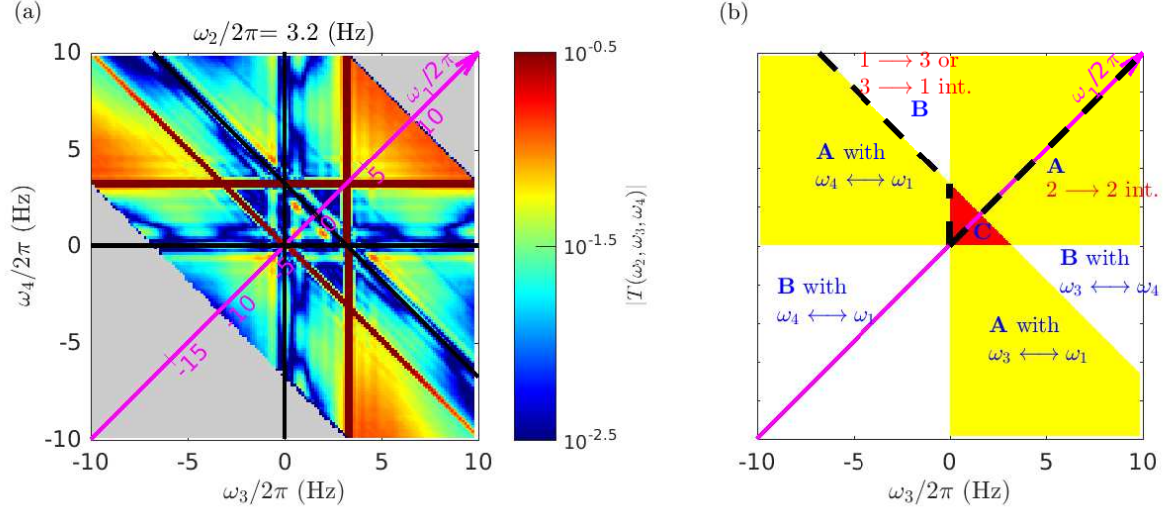 (a)
ω₂/2π= 3.2 (Hz)
10
5
0
-5
-10
ω₄/2π (Hz)
-10
-5
0
5
10
ω₃/2π (Hz)
ω₁/2π
10
5
0
-5
-10
-15
10^-0.5
10^-1.5
10^-2.5
|T(ω₂, ω₃, ω₄)|
(b)
1 ⟶ 3 or
3 ⟶ 1 int.
B
ω₁/2π
A with
ω₄ ⟷ ω₁
A
2 ⟶ 2 int.
C
B with
ω₄ ⟷ ω₁
B
ω₃ ⟷ ω₄
A with
ω₃ ⟷ ω₁
-10
-5
0
5
10
ω₃/2π (Hz)